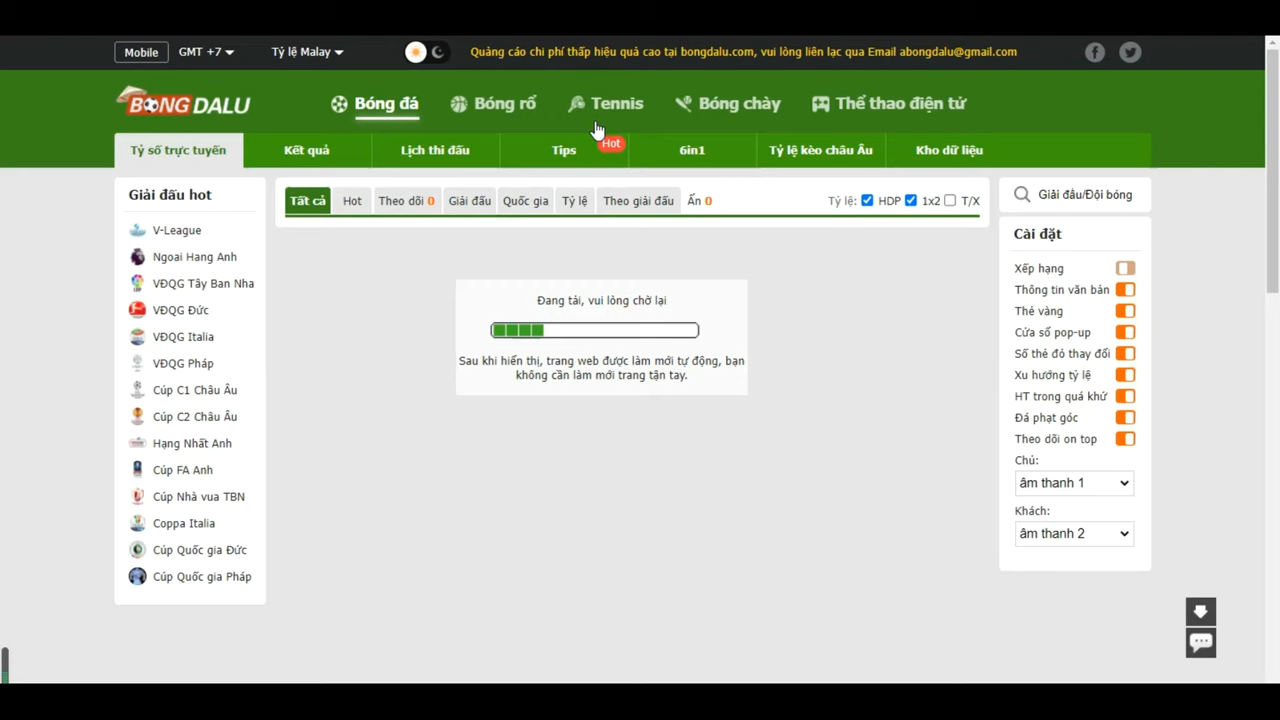 Mobile GMT +7 Tỷ lệ Malay Quảng cáo chi phí thấp hiệu quả cao tại bongdalu.com, vui lòng liên lạc qua Email abongdalu@gmail.com
BONG DALU Bóng đá Bóng rổ Tennis Bóng chày Thể thao điện tử
Tỷ số trực tuyến Kết quả Lịch thi đấu Tips Hot 6in1 Tỷ lệ kèo châu Âu Kho dữ liệu
Giải đấu hot
V-League
Ngoai Hang Anh
VĐQG Tây Ban Nha
VĐQG Đức
VĐQG Italia
VĐQG Pháp
Cúp C1 Châu Âu
Cúp C2 Châu Âu
Hạng Nhất Anh
Cúp FA Anh
Cúp Nhà vua TBN
Coppa Italia
Cúp Quốc gia Đức
Cúp Quốc gia Pháp
Tất cả Hot Theo dõi 0 Giải đấu Quốc gia Tỷ lệ Theo giải đấu Ẩn 0 Tỷ lệ: HDP 1x2 T/X
Đang tải, vui lòng chờ lại
Sau khi hiển thị, trang web được làm mới tự động, bạn
không cần làm mới trang tận tay.
Giải đấu/Đội bóng
Cài đặt
Xếp hạng
Thông tin văn bản
Thẻ vàng
Cửa sổ pop-up
Số thẻ đỏ thay đổi
Xu hướng tỷ lệ
HT trong quá khứ
Đá phạt góc
Theo dõi on top
Chủ:
âm thanh 1
Khách:
âm thanh 2